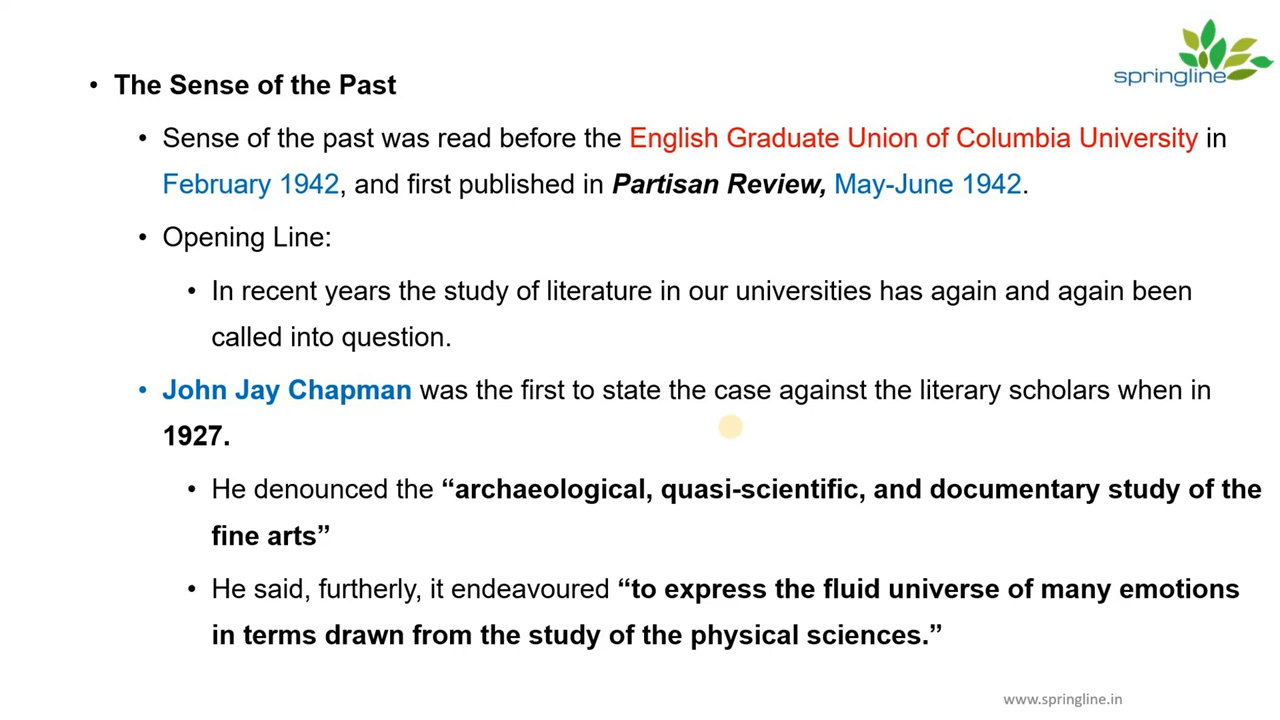 springline
• The Sense of the Past
• Sense of the past was read before the English Graduate Union of Columbia University in
February 1942, and first published in Partisan Review, May-June 1942.
• Opening Line:
• In recent years the study of literature in our universities has again and again been
called into question.
• John Jay Chapman was the first to state the case against the literary scholars when in
1927.
• He denounced the “archaeological, quasi-scientific, and documentary study of the
fine arts”
• He said, furtherly, it endeavoured “to express the fluid universe of many emotions
in terms drawn from the study of the physical sciences.”
www.springline.in